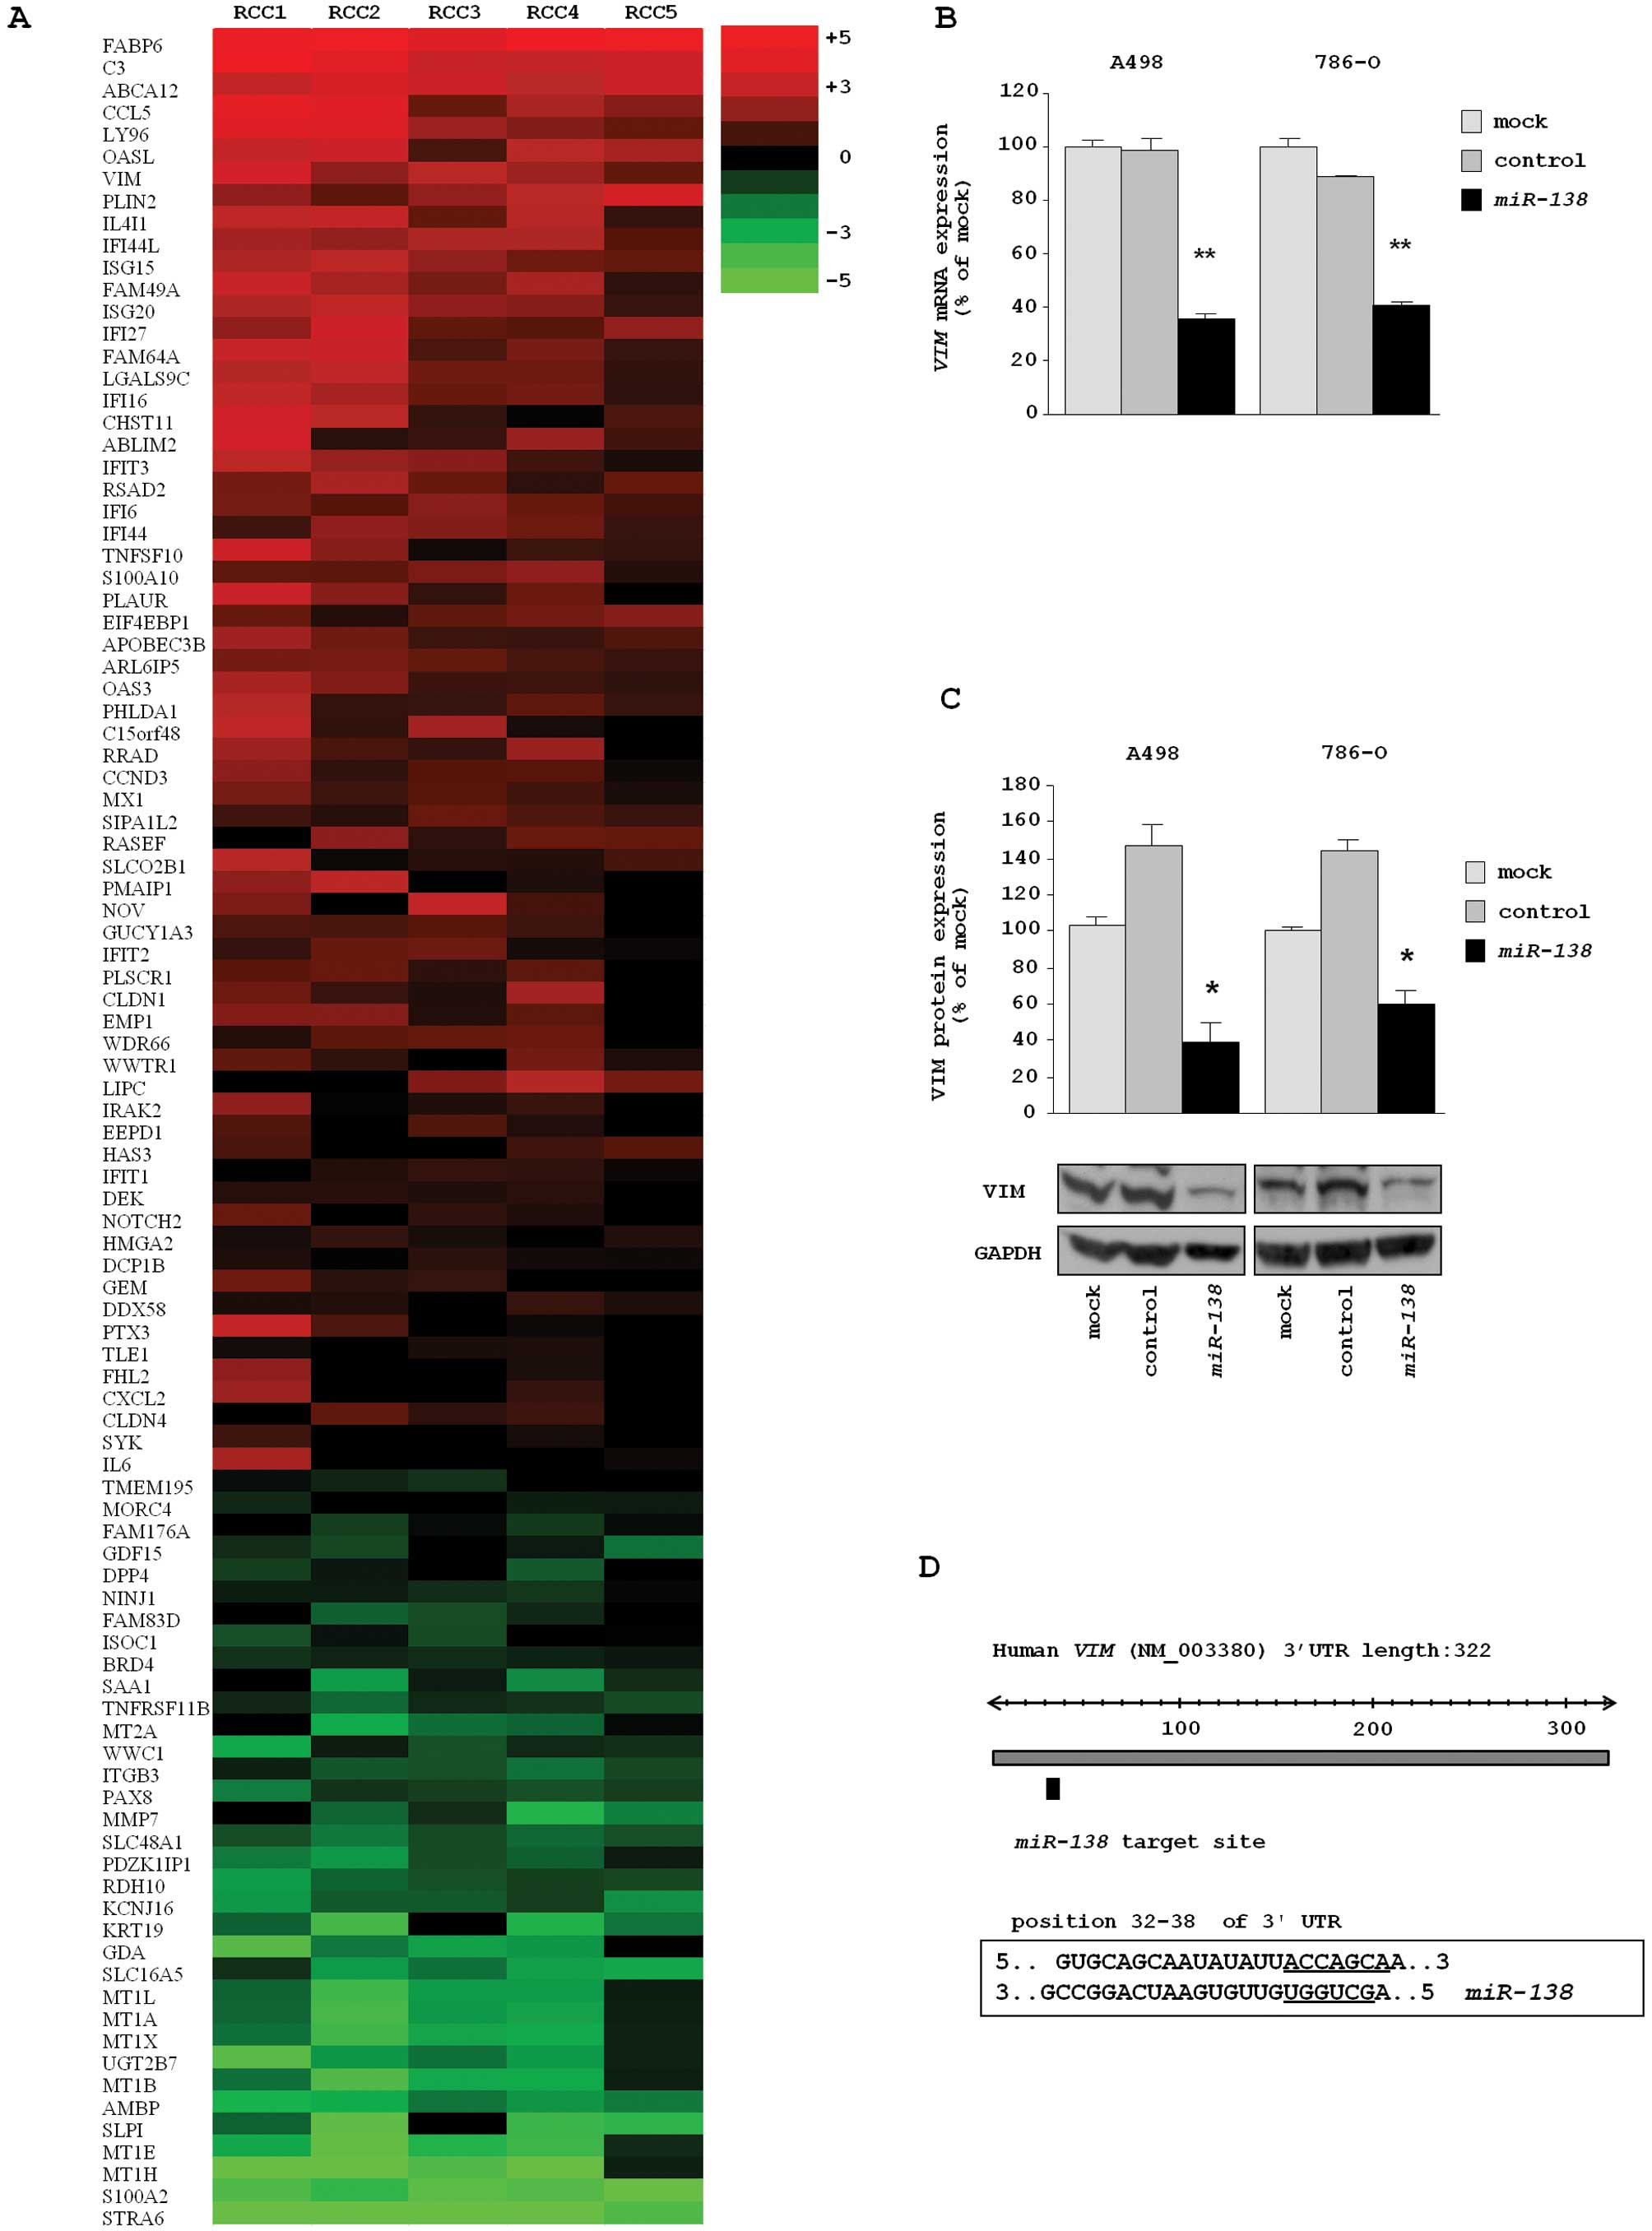 A
RCC1 RCC2 RCC3 RCC4 RCC5
FABP6
C3
ABCA12
CCL5
LY96
OASL
VIM
PLIN2
IL4I1
IFI44L
ISG15
FAM49A
ISG20
IFI27
FAM64A
LGALS9C
IFI16
CHST11
ABLIM2
IFIT3
RSAD2
IFI6
IFI44
TNFSF10
S100A10
PLAUR
EIF4EBP1
APOBEC3B
ARL6IP5
OAS3
PHLDA1
C15orf48
RRAD
CCND3
MX1
SIPA1L2
RASEF
SLCO2B1
PMAIP1
NOV
GUCY1A3
IFIT2
PLSCR1
CLDN1
EMP1
WDR66
WWTR1
LIPC
IRAK2
EEPD1
HAS3
IFIT1
DEK
NOTCH2
HMGA2
DCP1B
GEM
DDX58
PTX3
TLE1
FHL2
CXCL2
CLDN4
SYK
IL6
TMEM195
MORC4
FAM176A
GDF15
DPP4
NINJ1
FAM83D
ISOC1
BRD4
SAA1
TNFRSF11B
MT2A
WWC1
ITGB3
PAX8
MMP7
SLC48A1
PDZK1IP1
RDH10
KCNJ16
KRT19
GDA
SLC16A5
MT1L
MT1A
MT1X
UGT2B7
MT1B
AMBP
SLPI
MT1E
MT1H
S100A2
STRA6
+5
+3
0
-3
-5
B
A498 786-O
VIM mRNA expression
(% of mock)
120
100
80
60
40
20
0
** **
mock
control
miR-138
C
A498 786-O
VIM protein expression
(% of mock)
180
160
140
120
100
80
60
40
20
0
* *
mock
control
miR-138
VIM
GAPDH
mock control miR-138 mock control miR-138
D
Human VIM (NM_003380) 3'UTR length:322
100 200 300
miR-138 target site
position 32-38 of 3' UTR
5.. GUGCAGCAAUAUAUUACCAGCAA..3
3..GCCGGACUAAGUGUUGUGGUCGA..5 miR-138